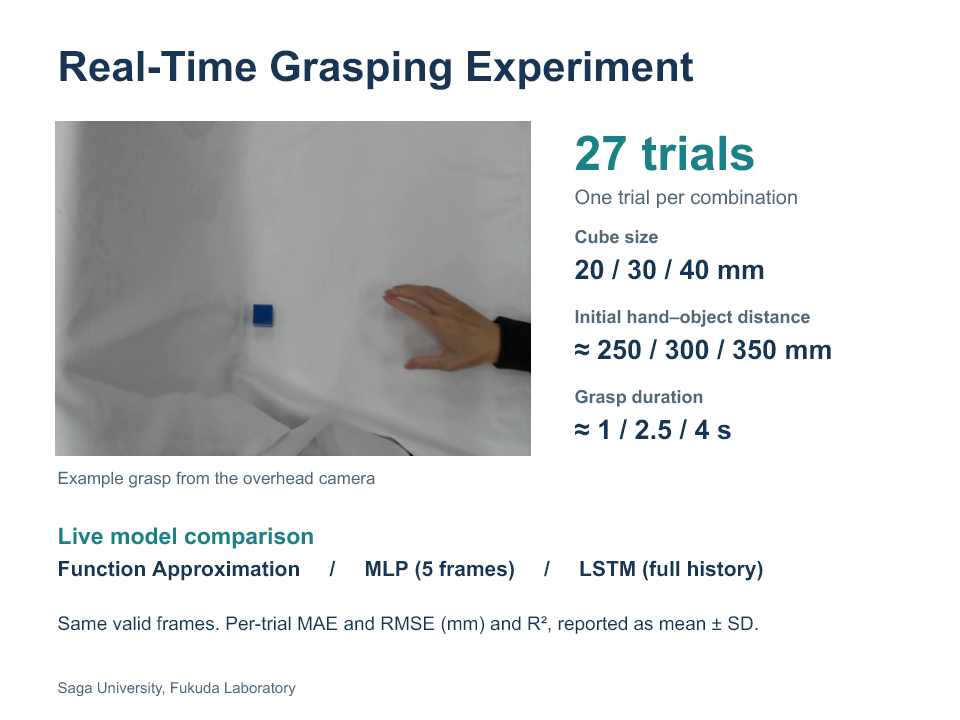 Real-Time Grasping Experiment
27 trials
One trial per combination
Cube size
20 / 30 / 40 mm
Initial hand–object distance
≈ 250 / 300 / 350 mm
Grasp duration
≈ 1 / 2.5 / 4 s
Example grasp from the overhead camera
Live model comparison
Function Approximation / MLP (5 frames) / LSTM (full history)
Same valid frames. Per-trial MAE and RMSE (mm) and R², reported as mean ± SD.
Saga University, Fukuda Laboratory